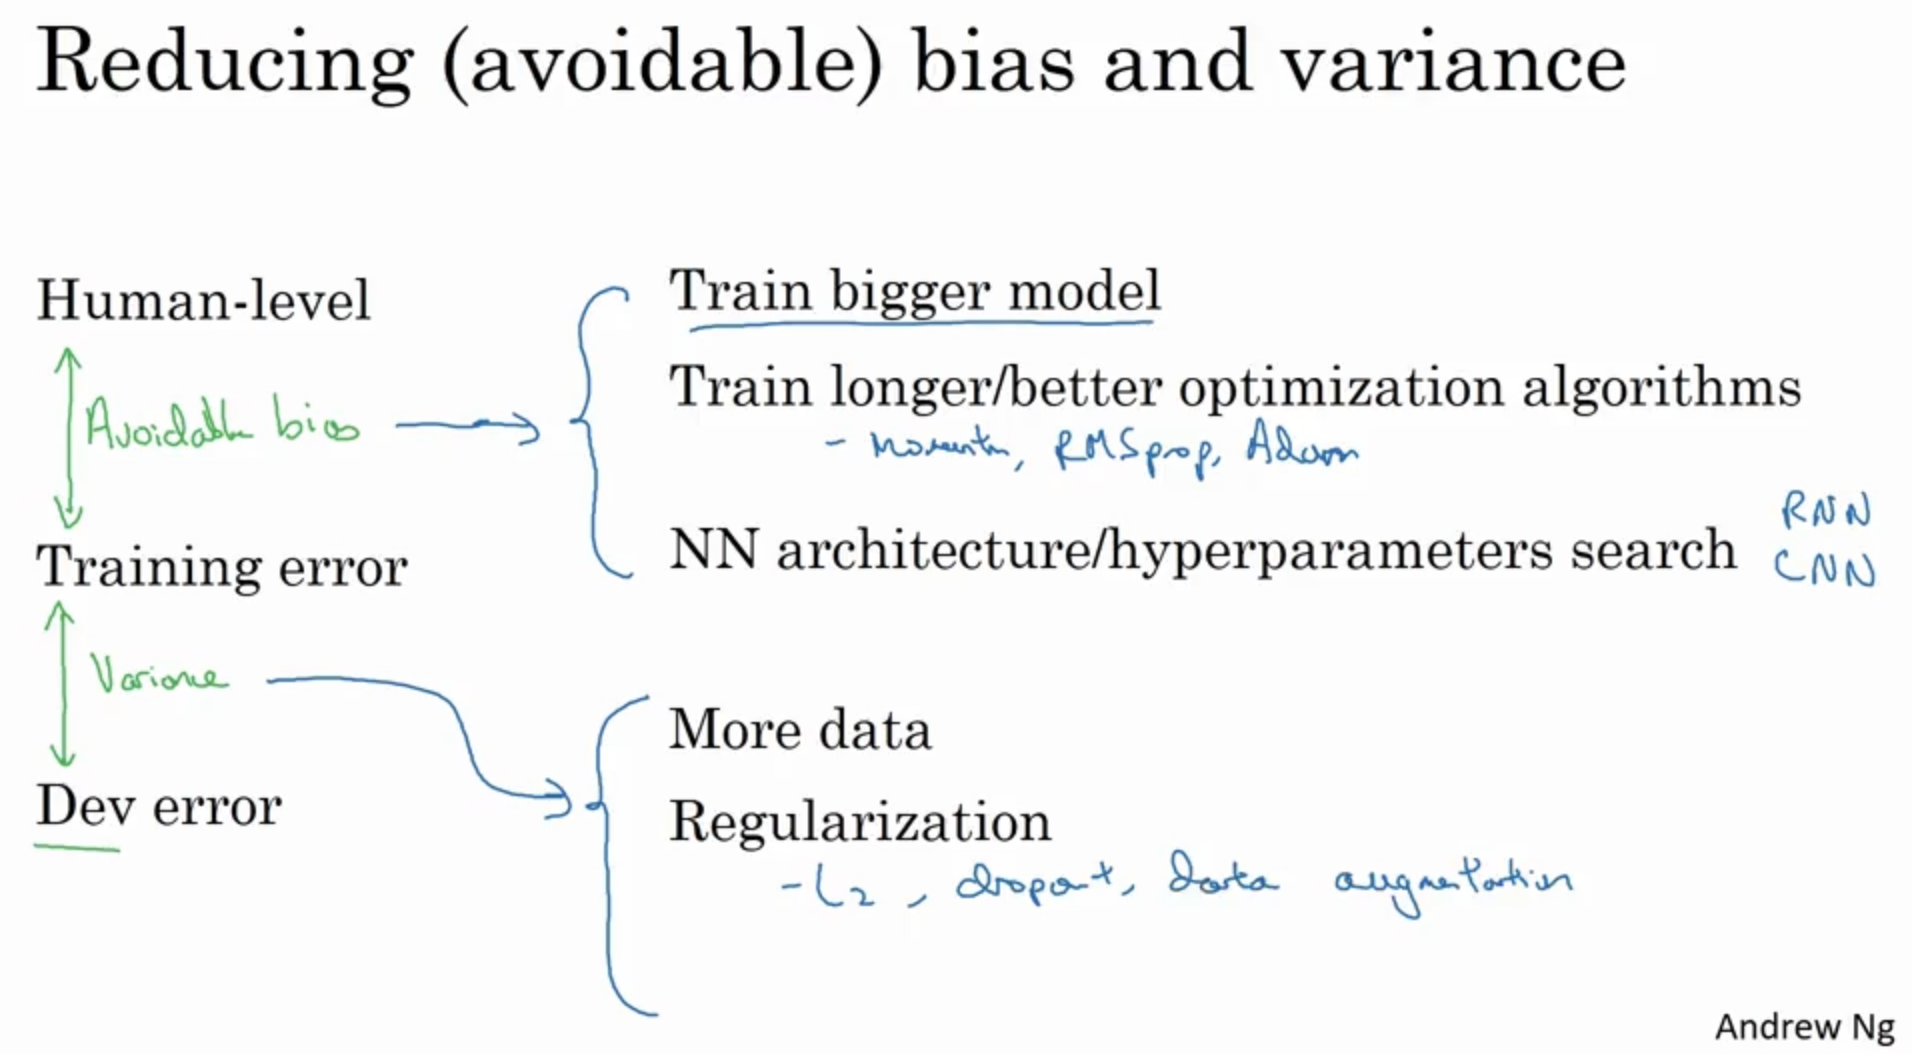 Reducing (avoidable) bias and variance
Human-level
Train bigger model
Avoidable bias
Train longer/better optimization algorithms
- Momentum, RMSprop, Adam
RNN
NN architecture/hyperparameters search
CNN
Training error
Variance
More data
Dev error
Regularization
- L2, dropout, data augmentation
Andrew Ng